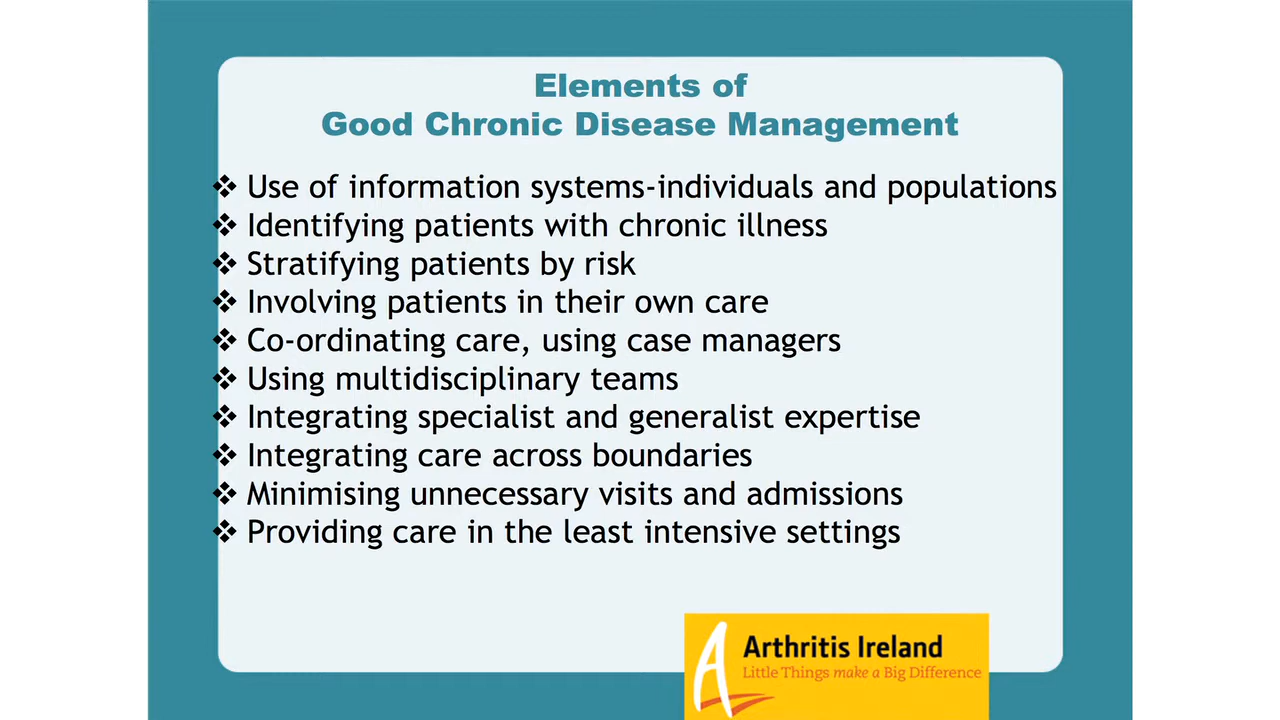 Elements of
Good Chronic Disease Management
❖ Use of information systems-individuals and populations
❖ Identifying patients with chronic illness
❖ Stratifying patients by risk
❖ Involving patients in their own care
❖ Co-ordinating care, using case managers
❖ Using multidisciplinary teams
❖ Integrating specialist and generalist expertise
❖ Integrating care across boundaries
❖ Minimising unnecessary visits and admissions
❖ Providing care in the least intensive settings
Arthritis Ireland
Little Things make a Big Difference